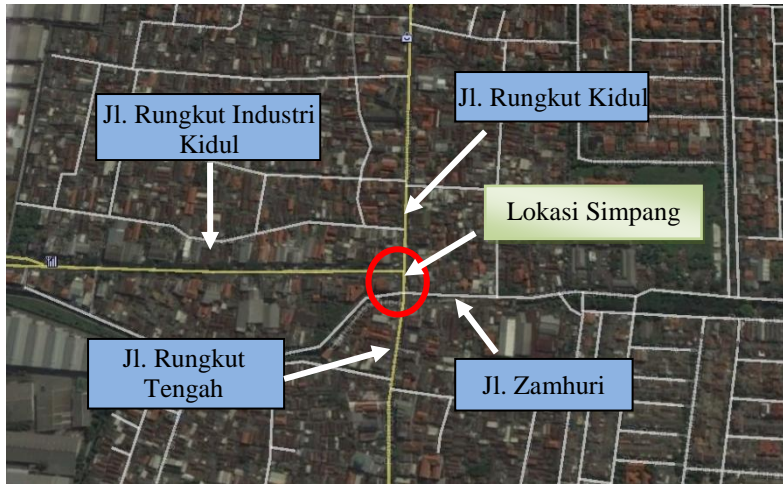 Jl. Rungkut Kidul
Jl. Rungkut Industri
Kidul
Lokasi Simpang
Jl. Rungkut
Tengah
Jl. Zamhuri